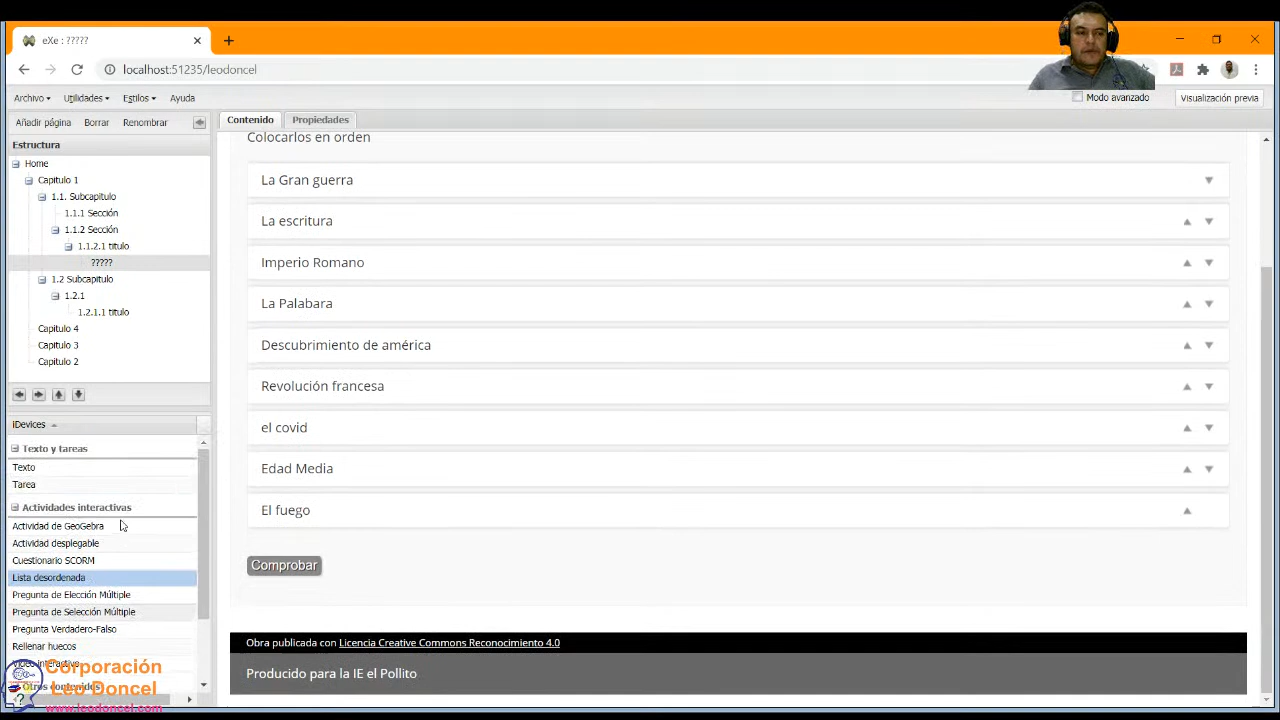 eXe : ?????
localhost:51235/leodoncel
Archivo Utilidades Estilos Ayuda
Modo avanzado
Visualización previa
Añadir página Borrar Renombrar
Estructura
Home
Capitulo 1
1.1. Subcapitulo
1.1.1 Sección
1.1.2 Sección
1.1.2.1 titulo
?????
1.2 Subcapitulo
1.2.1
1.2.1.1 titulo
Capitulo 4
Capitulo 3
Capitulo 2
iDevices
Texto y tareas
Texto
Tarea
Actividades interactivas
Actividad de GeoGebra
Actividad desplegable
Cuestionario SCORM
Lista desordenada
Pregunta de Elección Múltiple
Pregunta de Selección Múltiple
Pregunta Verdadero-Falso
Rellenar huecos
Corporación
Leo Doncel
www.leodoncel.com
Contenido Propiedades
Colocarlos en orden
La Gran guerra
La escritura
Imperio Romano
La Palabara
Descubrimiento de américa
Revolución francesa
el covid
Edad Media
El fuego
Comprobar
Obra publicada con Licencia Creative Commons Reconocimiento 4.0
Producido para la IE el Pollito